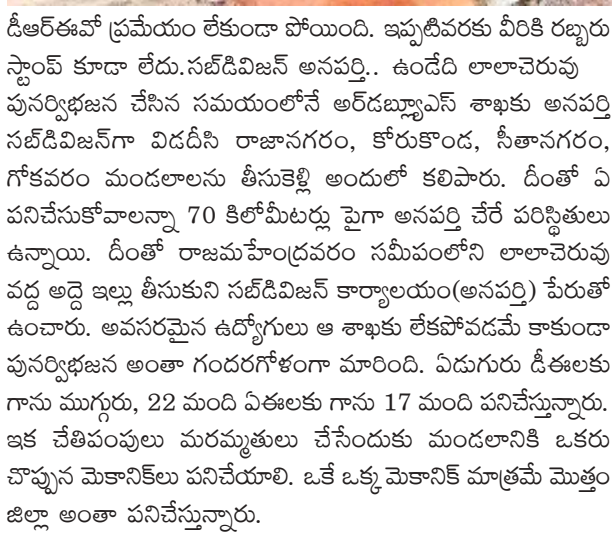 డీఆర్ఈవో ప్రమేయం లేకుండా పోయింది. ఇప్పటివరకు వీరికి రబ్బరు
స్టాంప్ కూడా లేదు.సబ్‌డివిజన్ అనపర్తి.. ఉండేది లాలాచెరువు
పునర్విభజన చేసిన సమయంలోనే అర్‌డబ్ల్యూఎస్ శాఖకు అనపర్తి
సబ్‌డివిజన్‌గా విడదీసి రాజానగరం, కోరుకొండ, సీతానగరం,
గోకవరం మండలాలను తీసుకెళ్లి అందులో కలిపారు. దీంతో ఏ
పనిచేసుకోవాలన్నా 70 కిలోమీటర్లు పైగా అనపర్తి చేరే పరిస్థితులు
ఉన్నాయి. దీంతో రాజమహేంద్రవరం సమీపంలోని లాలాచెరువు
వద్ద అద్దె ఇల్లు తీసుకుని సబ్‌డివిజన్ కార్యాలయం(అనపర్తి) పేరుతో
ఉంచారు. అవసరమైన ఉద్యోగులు ఆ శాఖకు లేకపోవడమే కాకుండా
పునర్విభజన అంతా గందరగోళంగా మారింది. ఏడుగురు డీఈలకు
గాను ముగ్గురు, 22 మంది ఏఈలకు గాను 17 మంది పనిచేస్తున్నారు.
ఇక చేతిపంపులు మరమ్మతులు చేసేందుకు మండలానికి ఒకరు
చొప్పున మెకానిక్‌లు పనిచేయాలి. ఒకే ఒక్క మెకానిక్ మాత్రమే మొత్తం
జిల్లా అంతా పనిచేస్తున్నారు.